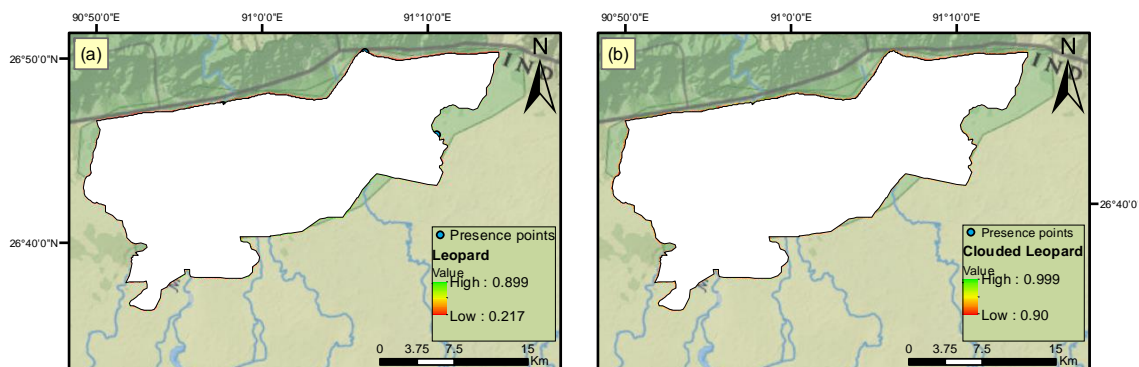 90°50'0"E 91°0'0"E 91°10'0"E
(a)
N
IND
26°50'0"N
26°40'0"N
Presence points
Leopard
Value
High : 0.899
Low : 0.217
0 3.75 7.5 15
Km
90°50'0"E 91°0'0"E 91°10'0"E
(b)
N
IND
26°40'0"
Presence points
Clouded Leopard
Value
High : 0.999
Low : 0.90
0 3.75 7.5 15
Km